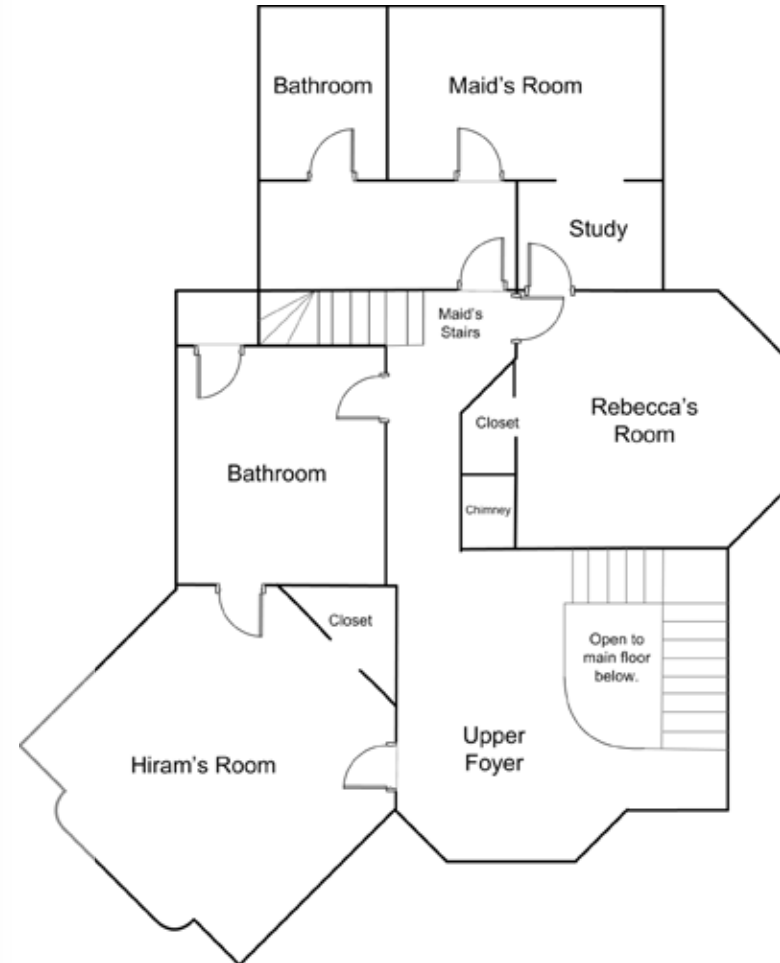 Bathroom
Maid's Room
Study
Maid's
Stairs
Rebecca's
Room
Closet
Bathroom
Chimney
Closet
Open to
main floor
below.
Upper
Foyer
Hiram's Room